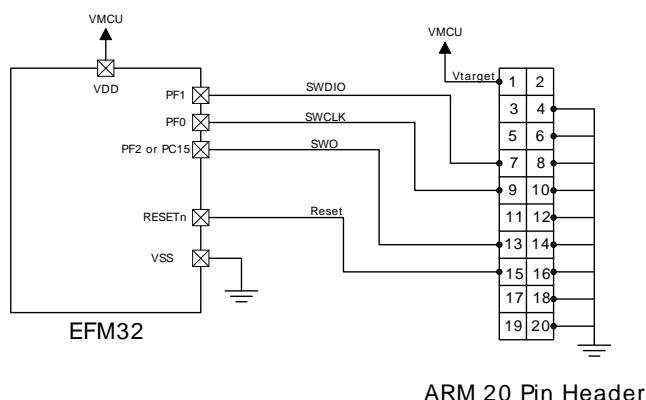 VMCU
VDD
PF1
PF0
PF2 or PC15
RESETn
VSS
EFM32
SWDIO
SWCLK
SWO
Reset
VMCU
Vtarget
1 2
3 4
5 6
7 8
9 10
11 12
13 14
15 16
17 18
19 20
ARM 20 Pin Header